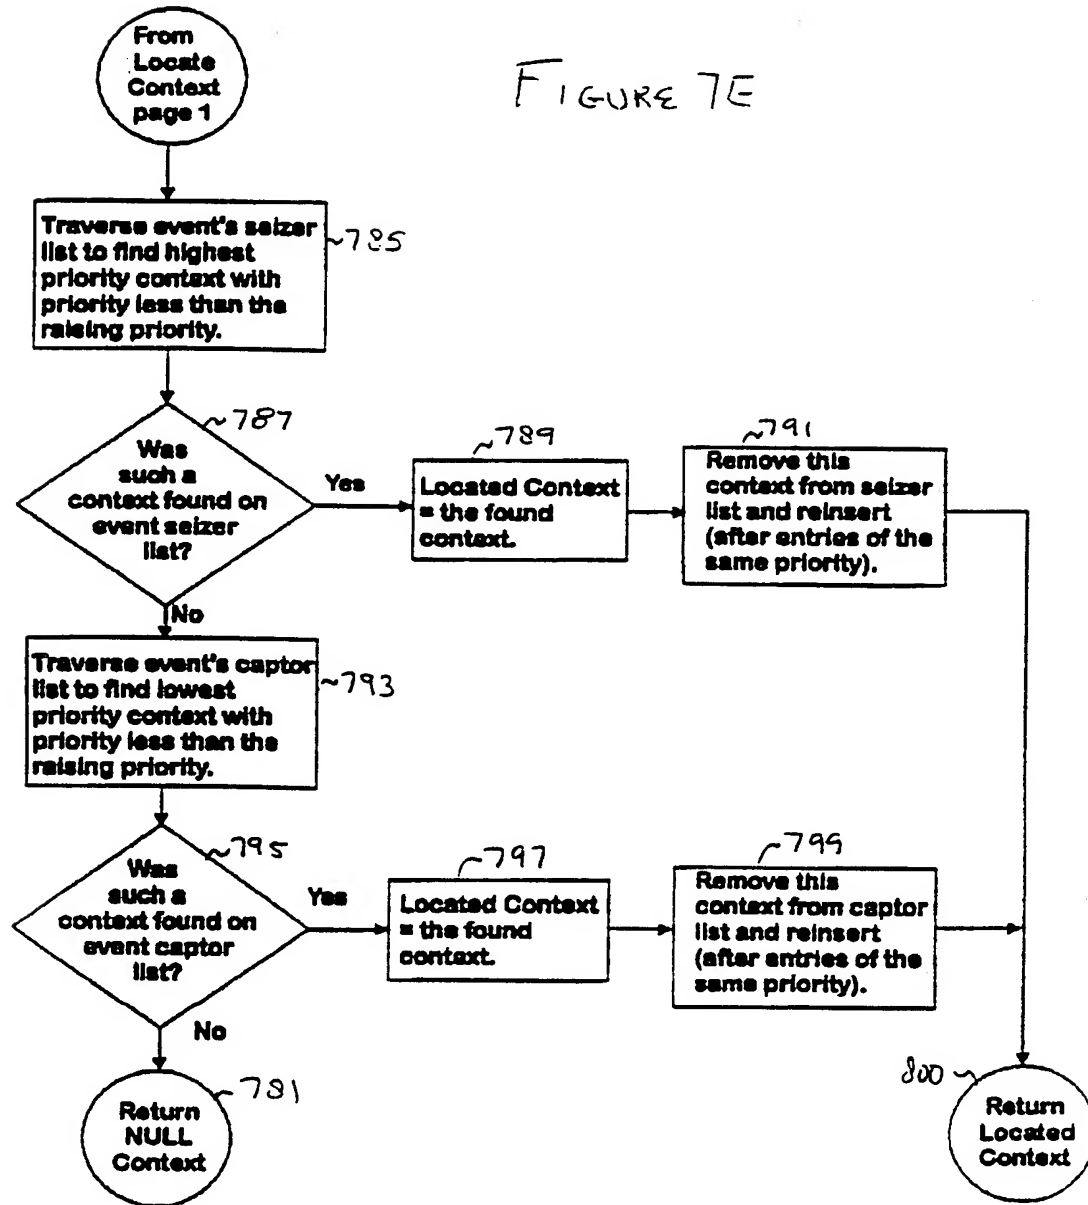 From
Locate
Context
page 1
FIGURE 7E
Traverse event's seizer
list to find highest
priority context with
priority less than the
raising priority.
~785
~787
Was
such a
context found on
event seizer
list?
Yes
~789
Located Context
= the found
context.
~791
Remove this
context from seizer
list and reinsert
(after entries of the
same priority).
No
Traverse event's captor
list to find lowest
priority context with
priority less than the
raising priority.
~793
~795
Was
such a
context found on
event captor
list?
Yes
797
Located Context
= the found
context.
799
Remove this
context from captor
list and reinsert
(after entries of the
same priority).
No
781
Return
NULL
Context
800~
Return
Located
Context